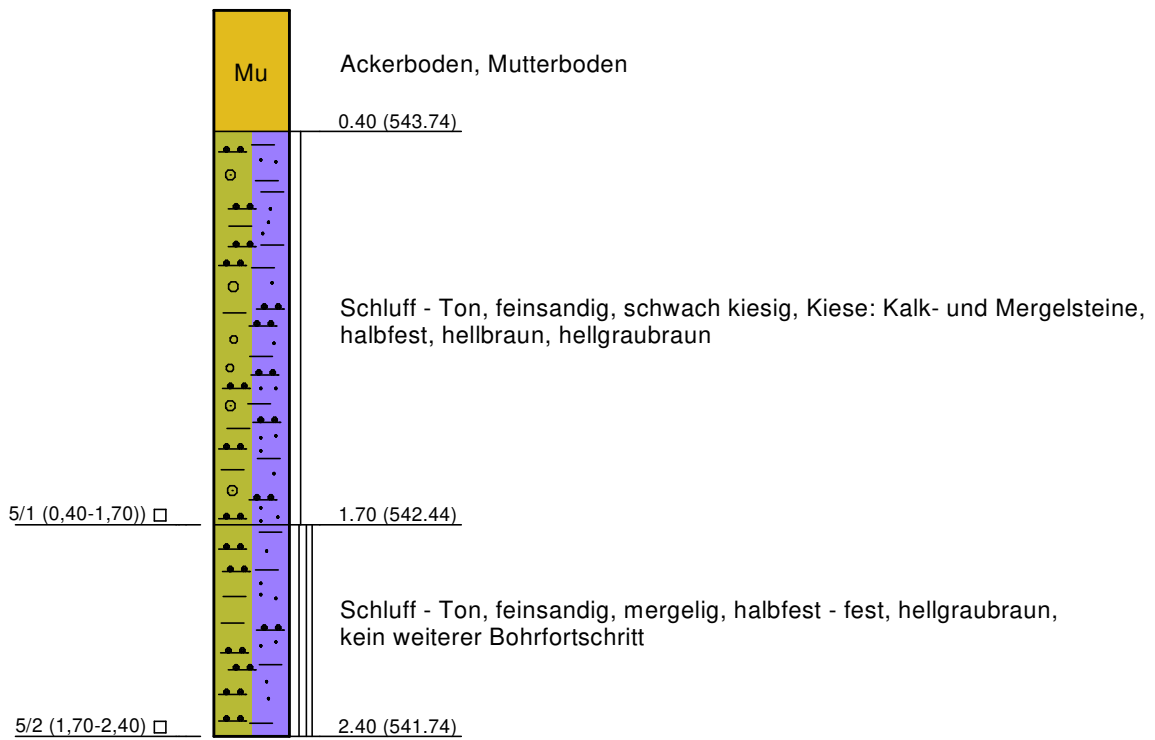 Mu
Ackerboden, Mutterboden
0.40 (543.74)
Schluff - Ton, feinsandig, schwach kiesig, Kiese: Kalk- und Mergelsteine,
halbfest, hellbraun, hellgraubraun
5/1 (0,40-1,70))
1.70 (542.44)
Schluff - Ton, feinsandig, mergelig, halbfest - fest, hellgraubraun,
kein weiterer Bohrfortschritt
5/2 (1,70-2,40)
2.40 (541.74)